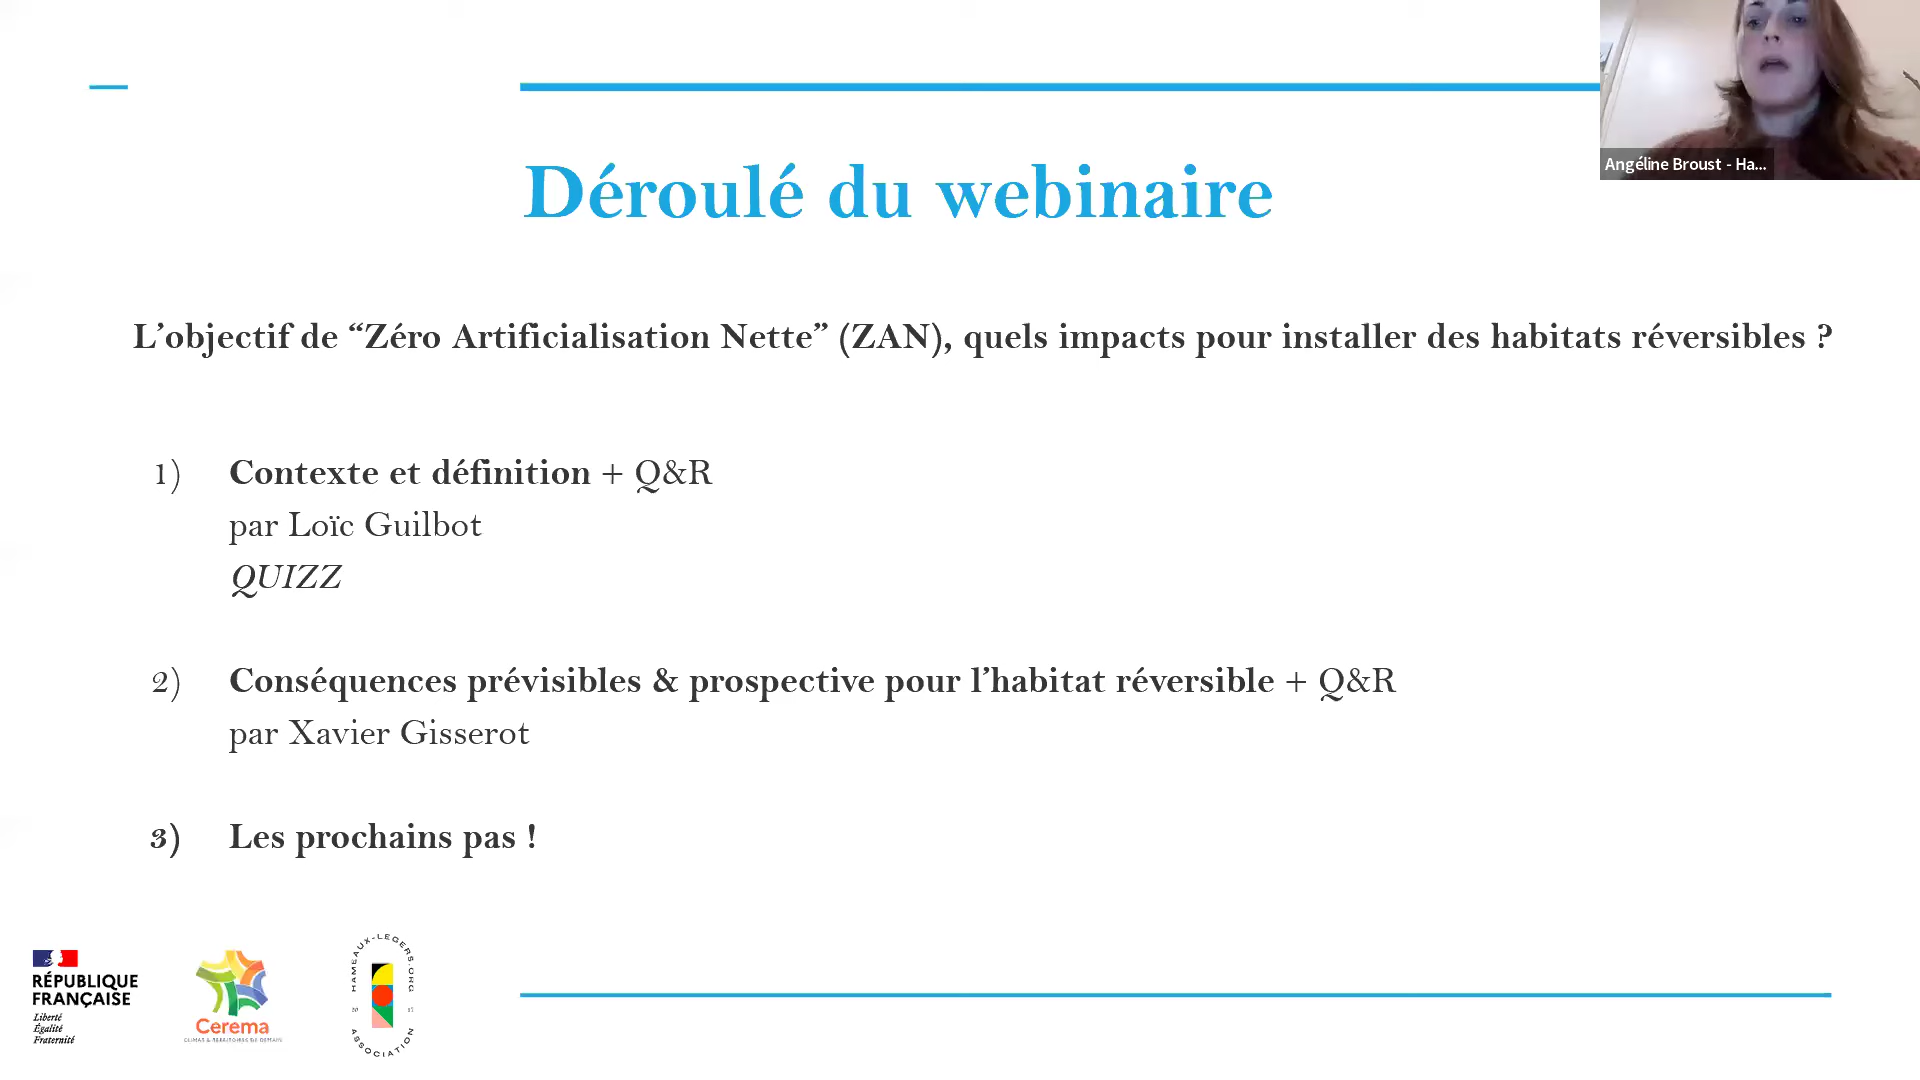 Angéline Broust - Ha...
Déroulé du webinaire
L’objectif de “Zéro Artificialisation Nette” (ZAN), quels impacts pour installer des habitats réversibles ?
1) Contexte et définition + Q&R
par Loïc Guilbot
QUIZZ
2) Conséquences prévisibles & prospective pour l’habitat réversible + Q&R
par Xavier Gisserot
3) Les prochains pas !
RÉPUBLIQUE
FRANÇAISE
Liberté
Égalité
Fraternité
Cerema
CLIMAT & TERRITOIRES DE DEMAIN
HAMEAUX-LEGERS.ORG
20 17
ASSOCIATION